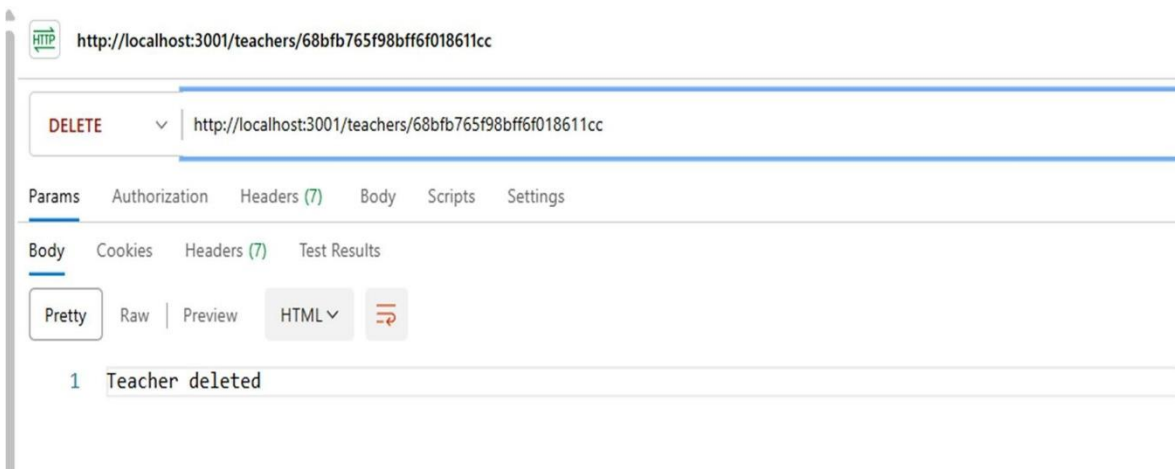 HTTP http://localhost:3001/teachers/68bfb765f98bff6f018611cc
DELETE http://localhost:3001/teachers/68bfb765f98bff6f018611cc
Params Authorization Headers (7) Body Scripts Settings
Body Cookies Headers (7) Test Results
Pretty Raw Preview HTML
1 Teacher deleted